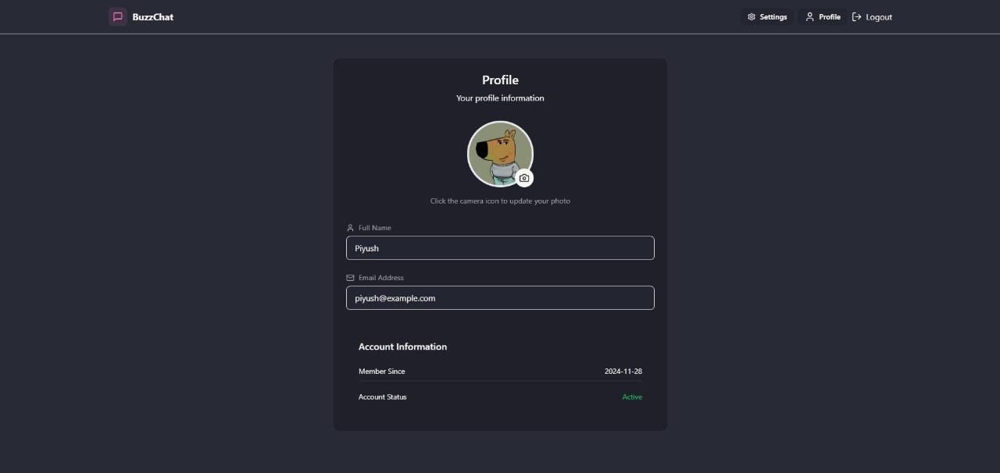 BuzzChat
Settings Profile Logout
Profile
Your profile information
Click the camera icon to update your photo
Full Name
Piyush
Email Address
piyush@example.com
Account Information
Member Since 2024-11-28
Account Status Active